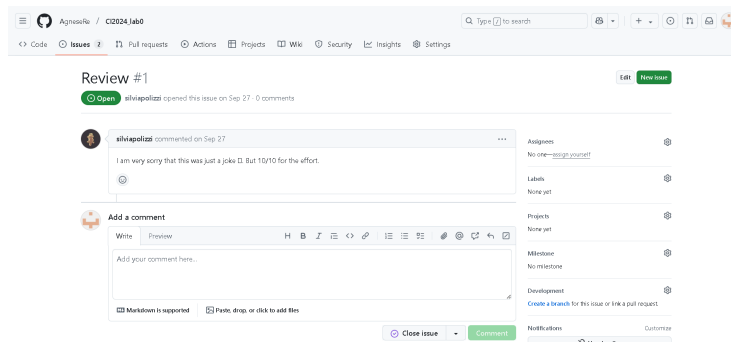 AgneseRe / CI2024_lab0
Type / to search
Code Issues 2 Pull requests Actions Projects Wiki Security Insights Settings
Review #1
Edit New issue
Open silviapolizzi opened this issue on Sep 27 · 0 comments
silviapolizzi commented on Sep 27
I am very sorry that this was just a joke D. But 10/10 for the effort.
Assignees
No one—assign yourself
Labels
None yet
Projects
None yet
Milestone
No milestone
Development
Create a branch for this issue or link a pull request.
Notifications Customize
Add a comment
Write Preview
Add your comment here...
Markdown is supported Paste, drop, or click to add files
Close issue Comment